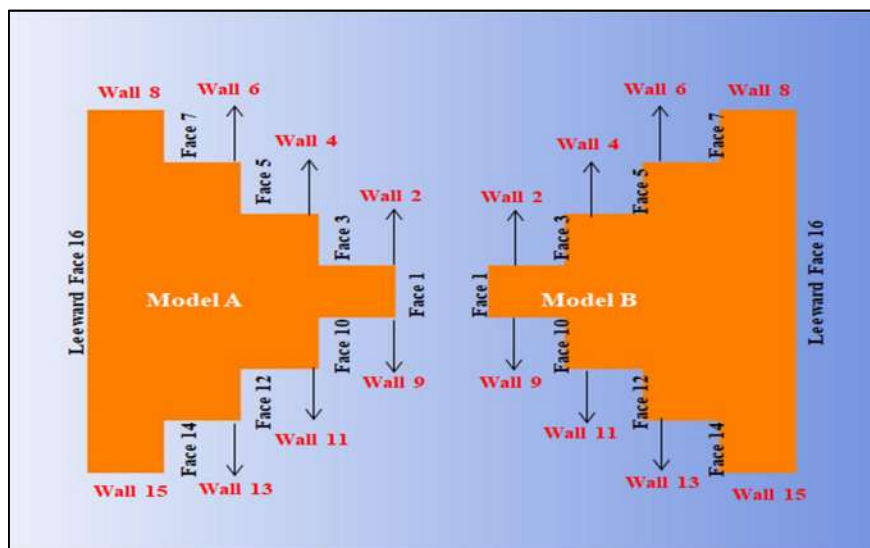 Wall 8
Wall 6
Face 7
Wall 4
Face 5
Wall 2
Face 3
Leeward Face 16
Model A
Face 1
Face 10
Wall 9
Face 12
Wall 11
Face 14
Wall 15
Wall 13
Wall 6
Wall 8
Face 7
Wall 4
Face 5
Wall 2
Face 3
Face 1
Model B
Leeward Face 16
Face 10
Wall 9
Face 12
Wall 11
Face 14
Wall 13
Wall 15